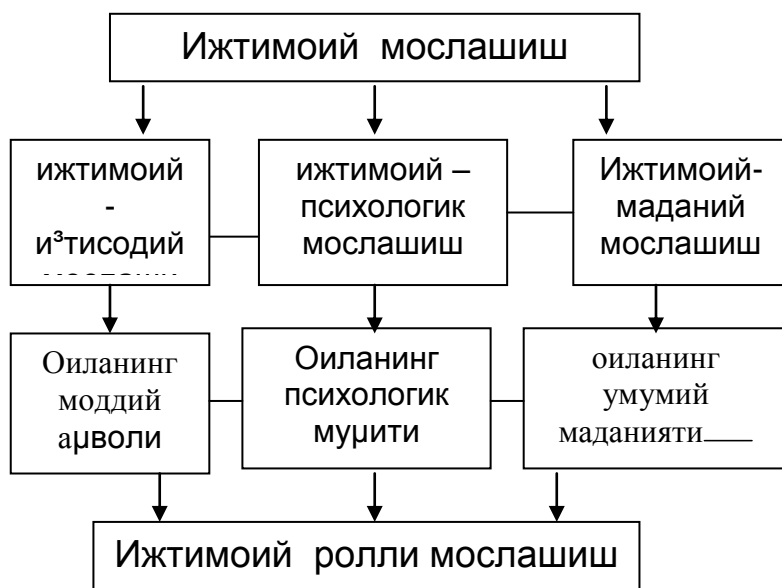 Ижтимоий мослашиш
ижтимоий
-
и³тисодий
ижтимоий –
психологик
мослашиш
Ижтимоий-
маданий
мослашиш
Оиланинг
моддий
аµволи
Оиланинг
психологик
муµити
оиланинг
умумий
маданияти
Ижтимоий ролли мослашиш